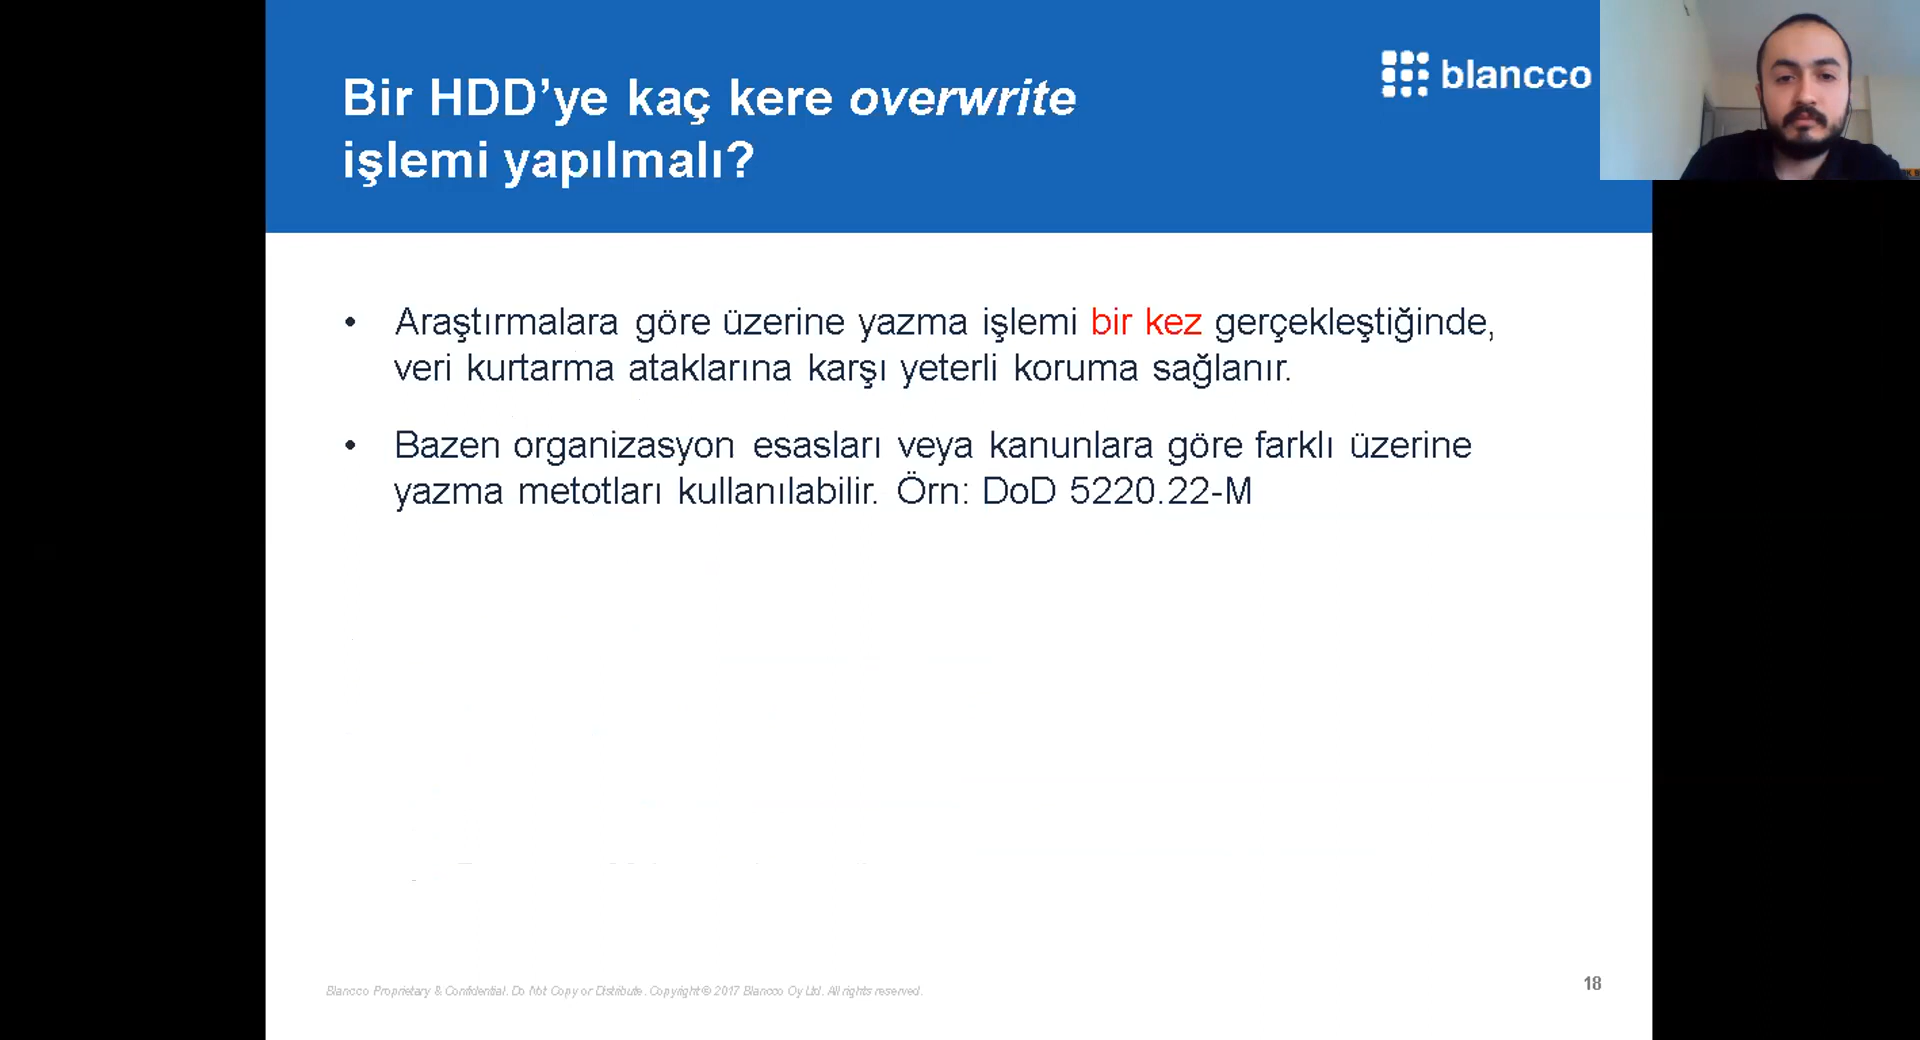 Bir HDD’ye kaç kere overwrite
işlemi yapılmalı?
blancco
• Araştırmalara göre üzerine yazma işlemi bir kez gerçekleştiğinde,
veri kurtarma ataklarına karşı yeterli koruma sağlanır.
• Bazen organizasyon esasları veya kanunlara göre farklı üzerine
yazma metotları kullanılabilir. Örn: DoD 5220.22-M
Blancco Proprietary & Confidential. Do Not Copy or Distribute. Copyright © 2017 Blancco Oy Ltd. All rights reserved.
18